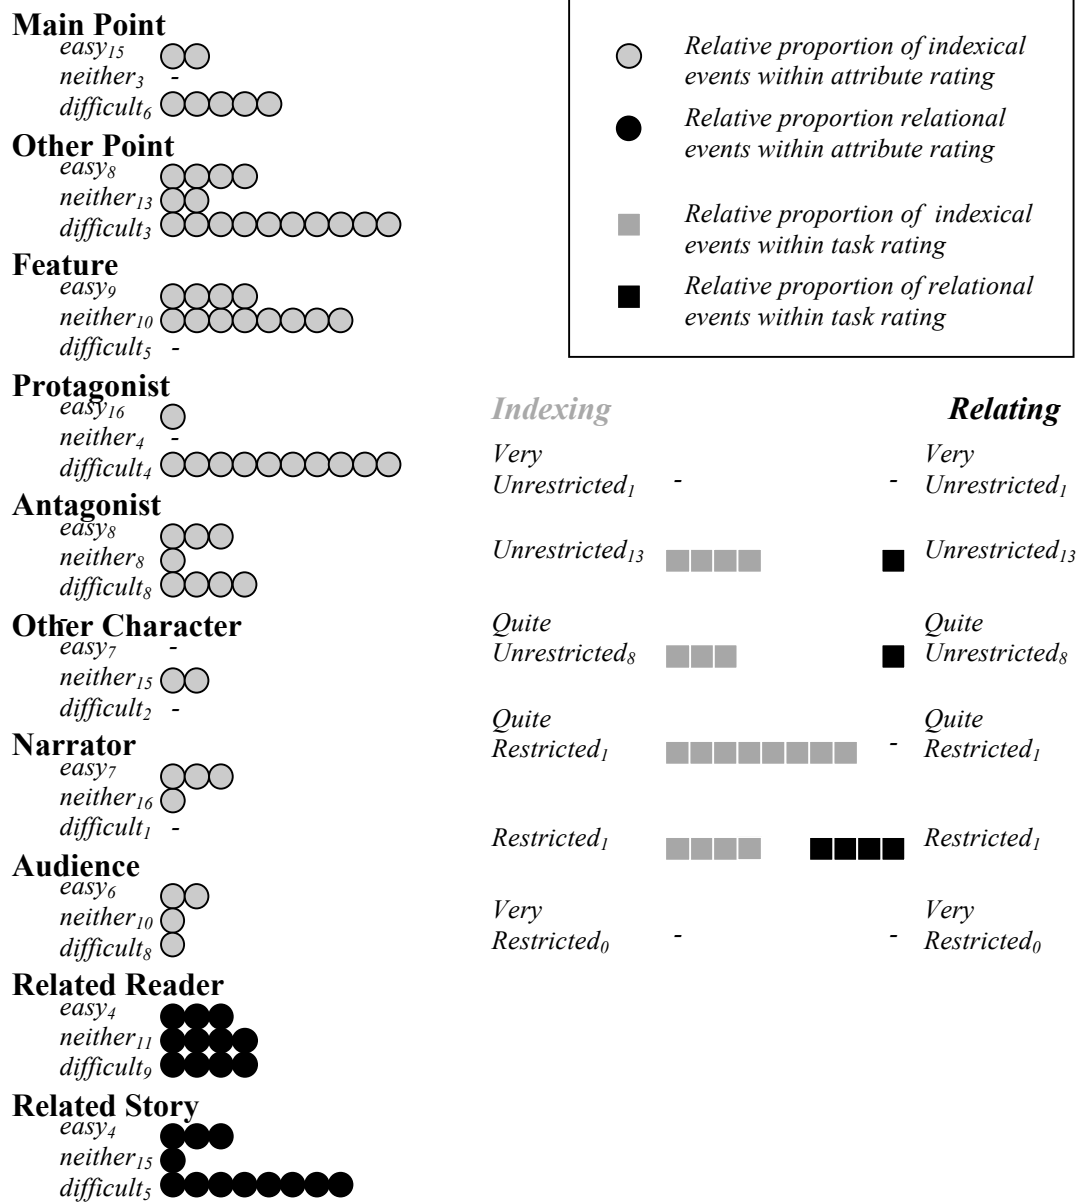 Main Point
easy15
neither3 -
difficult6
Other Point
easy8
neither13
difficult3
Feature
easy9
neither10
difficult5 -
Protagonist
easy16
neither4 -
difficult4
Antagonist
easy8
neither8
difficult8
-
Other Character
easy7 -
neither15
difficult2 -
Narrator
easy7
neither16
difficult1 -
Audience
easy6
neither10
difficult8
Related Reader
easy4
neither11
difficult9
Related Story
easy4
neither15
difficult5
Relative proportion of indexical
events within attribute rating
Relative proportion relational
events within attribute rating
Relative proportion of indexical
events within task rating
Relative proportion of relational
events within task rating
Indexing Relating
Very Very
Unrestricted1 - - Unrestricted1
Unrestricted13 Unrestricted13
Quite Quite
Unrestricted8 Unrestricted8
Quite Quite
Restricted1 - Restricted1
Restricted1 Restricted1
Very Very
Restricted0 - - Restricted0